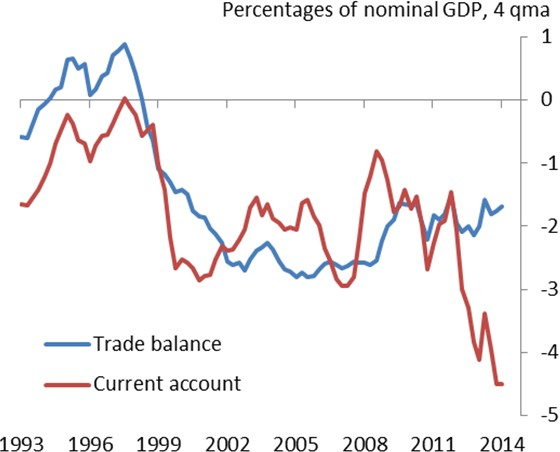 Percentages of nominal GDP, 4 qma
1
0
-1
-2
-3
-4
-5
Trade balance
Current account
1993 1996 1999 2002 2005 2008 2011 2014